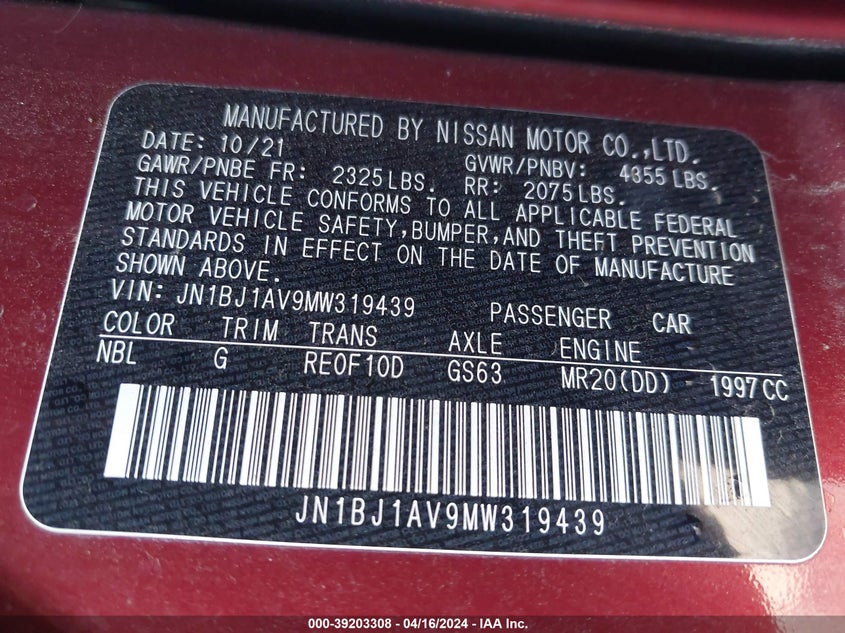 MANUFACTURED BY NISSAN MOTOR CO.,LTD.
DATE: 10/21 GVWR/PNBV: 4355 LBS.
GAWR/PNBE FR: 2325LBS. RR: 2075LBS.
THIS VEHICLE CONFORMS TO ALL APPLICABLE FEDERAL
MOTOR VEHICLE SAFETY,BUMPER,AND THEFT PREVENTION
STANDARDS IN EFFECT ON THE DATE OF MANUFACTURE
SHOWN ABOVE.
VIN: JN1BJ1AV9MW319439 PASSENGER CAR
COLOR TRIM TRANS AXLE ENGINE
NBL G RE0F10D GS63 MR20(DD) 1997CC
JN1BJ1AV9MW319439
000-39203308 - 04/16/2024 - IAA Inc.